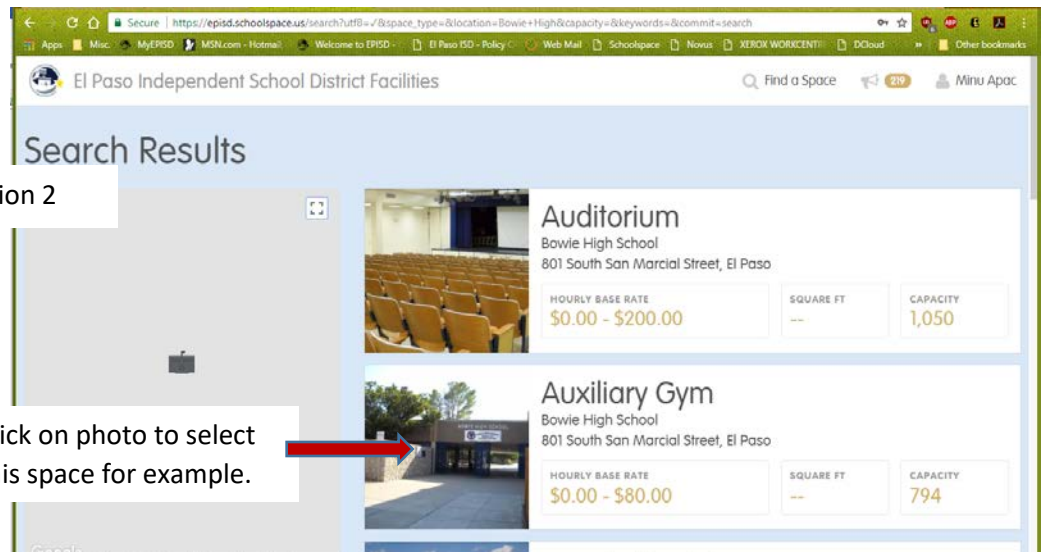 Secure | https://episd.schoolspace.us/search?utf8=✓&space_type=&location=Bowie+High&capacity=&keywords=&commit=search
Apps Misc. MyEPISD MSN.com - Hotmail, Welcome to EPISD - El Paso ISD - Policy Web Mail Schoolspace Novus XEROX WORKCENTR DCloud » Other bookmarks
El Paso Independent School District Facilities Find a Space 219 Minu Apac
Search Results
ion 2
Auditorium
Bowie High School
801 South San Marcial Street, El Paso
HOURLY BASE RATE SQUARE FT CAPACITY
$0.00 - $200.00 -- 1,050
Auxiliary Gym
Bowie High School
801 South San Marcial Street, El Paso
HOURLY BASE RATE SQUARE FT CAPACITY
$0.00 - $80.00 -- 794
ick on photo to select
is space for example.
BOWIE HIGH SCHOOL